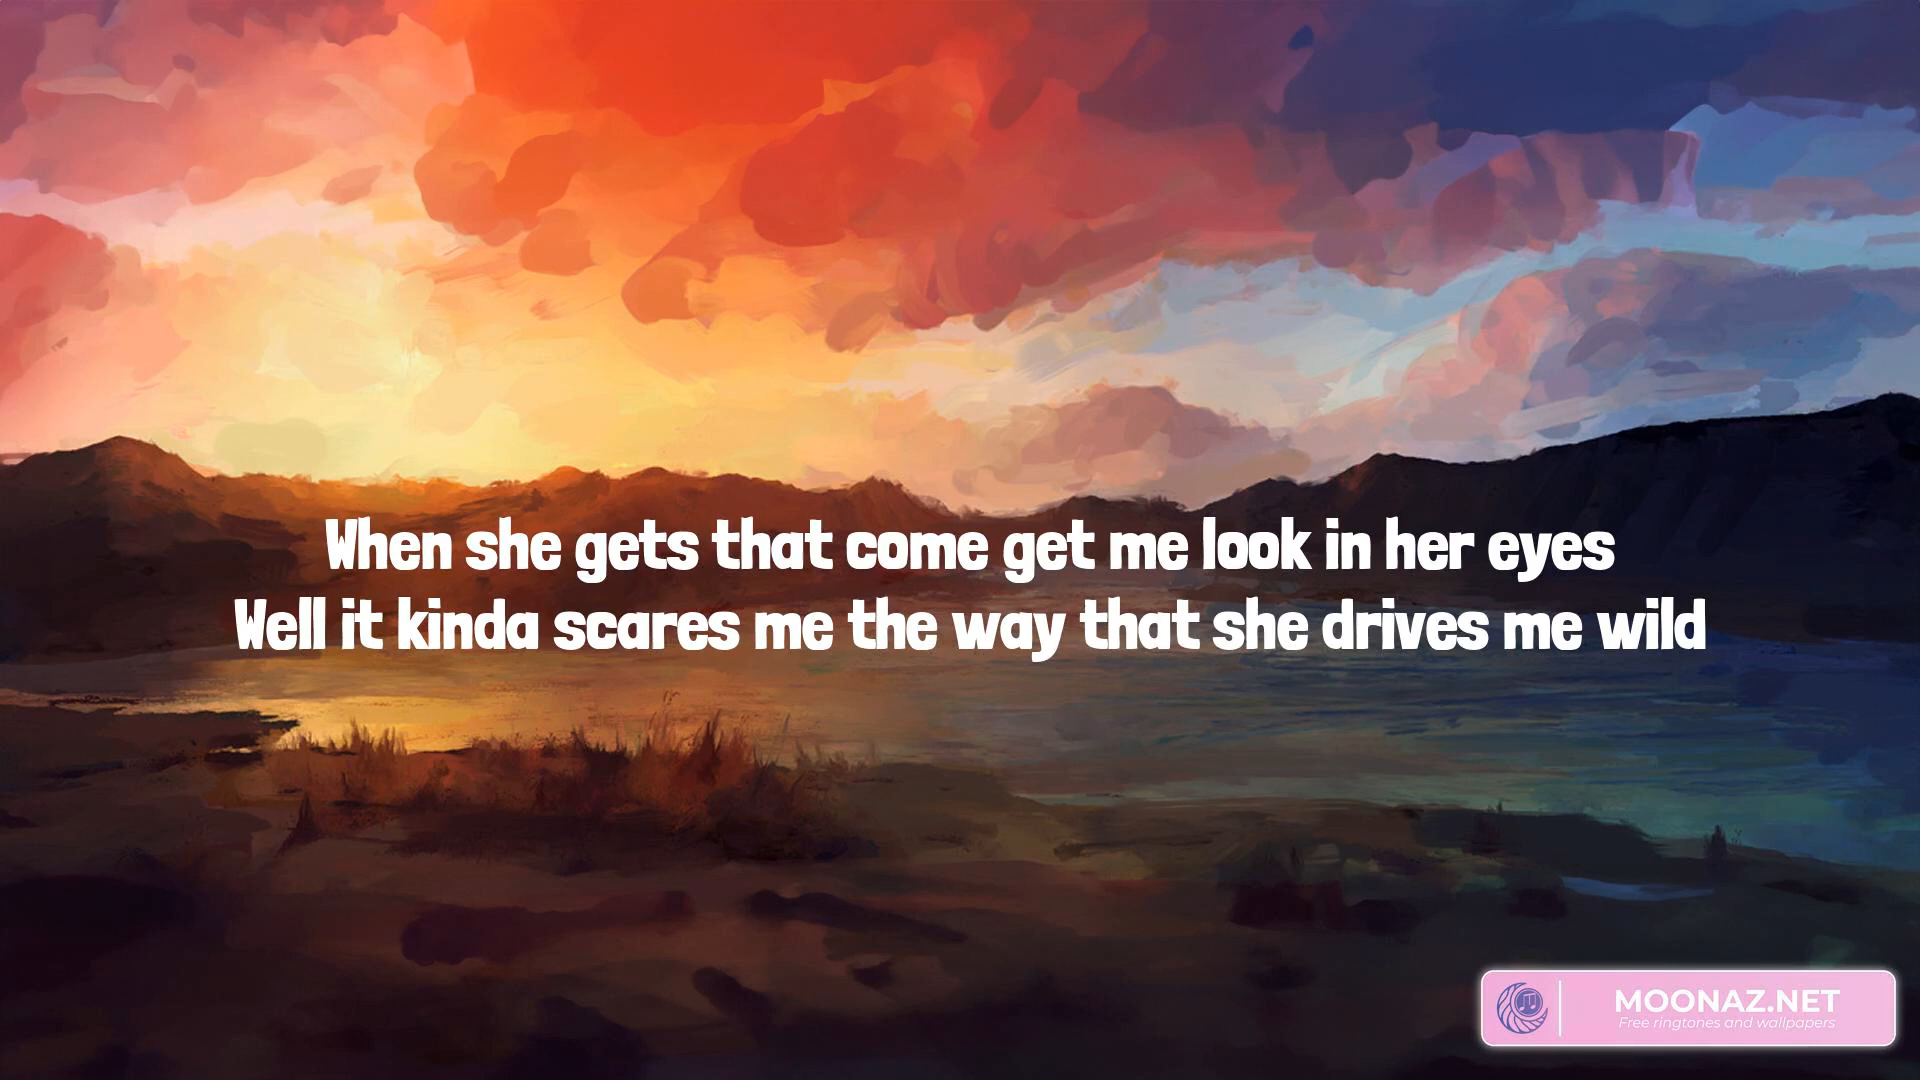 When she gets that come get me look in her eyes
Well it kinda scares me the way that she drives me wild
MOONAZ.NET
Free ringtones and wallpapers